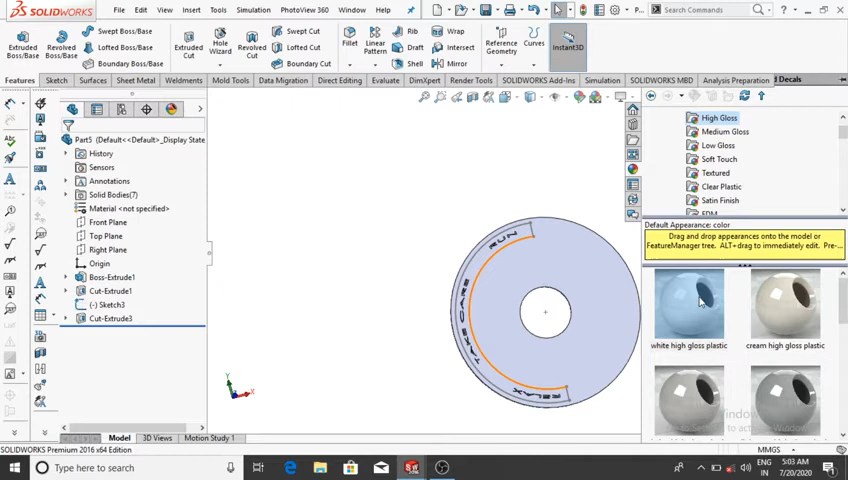 SOLIDWORKS File Edit View Insert Tools Simulation PhotoView 360 Window Help P... Search Commands
Extruded Boss/Base
Revolved Boss/Base
Swept Boss/Base
Lofted Boss/Base
Boundary Boss/Base
Extruded Cut
Hole Wizard
Revolved Cut
Swept Cut
Lofted Cut
Boundary Cut
Fillet
Linear Pattern
Rib
Draft
Shell
Wrap
Intersect
Mirror
Reference Geometry
Curves
Instant3D
Features Sketch Surfaces Sheet Metal Weldments Mold Tools Data Migration Direct Editing Evaluate DimXpert Render Tools SOLIDWORKS Add-Ins Simulation SOLIDWORKS MBD Analysis Preparation
d Decals
Part5 (Default<<Default>_Display State
History
Sensors
Annotations
Solid Bodies(7)
Material <not specified>
Front Plane
Top Plane
Right Plane
Origin
Boss-Extrude1
Cut-Extrude1
(-) Sketch3
Cut-Extrude3
RUN
TAKE CARE
RELAX
Y
X
High Gloss
Medium Gloss
Low Gloss
Soft Touch
Textured
Clear Plastic
Satin Finish
EDM
Default Appearance: color
Drag and drop appearances onto the model or FeatureManager tree. ALT+drag to immediately edit. Pre-...
white high gloss plastic
cream high gloss plastic
Model 3D Views Motion Study 1
SOLIDWORKS Premium 2016 x64 Edition
MMGS
Type here to search
ENG
IN
5:03 AM
7/20/2020